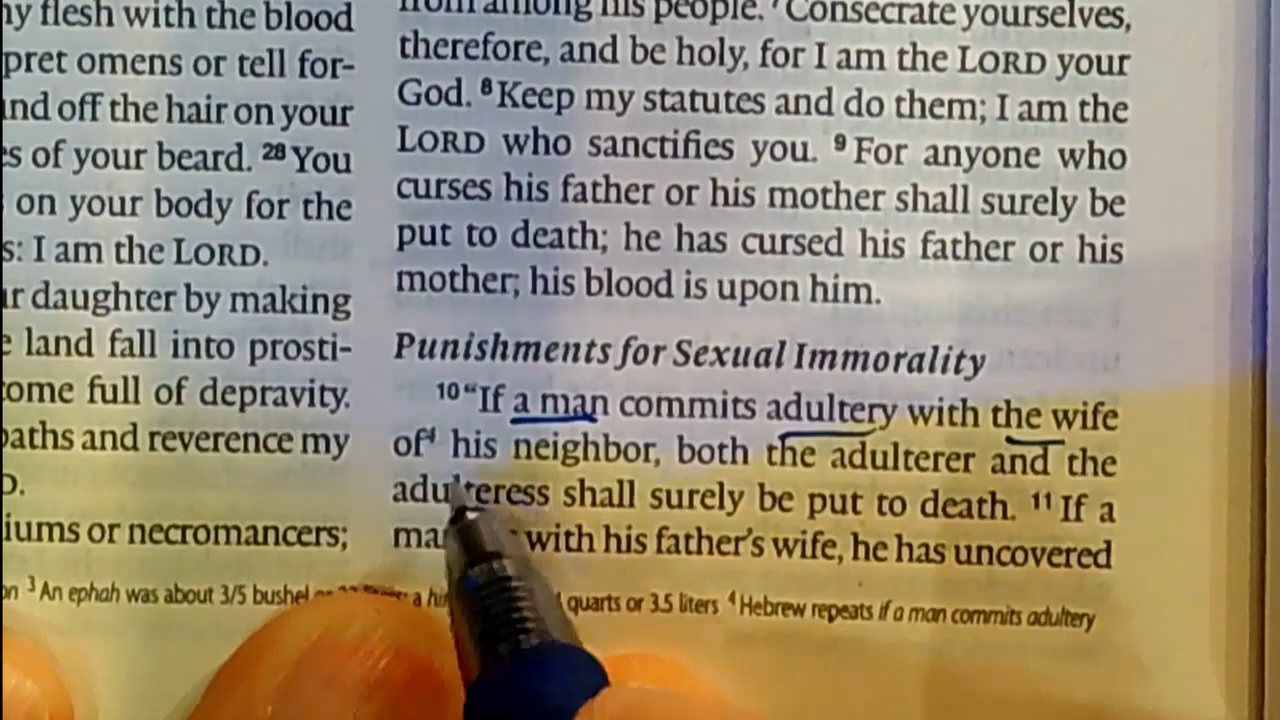 ny flesh with the blood
pret omens or tell for-
and off the hair on your
es of your beard. 28 You
on your body for the
s: I am the LORD.
ur daughter by making
e land fall into prosti-
come full of depravity.
paths and reverence my
D.
iums or necromancers;
from among his people. 7 Consecrate yourselves,
therefore, and be holy, for I am the LORD your
God. 8 Keep my statutes and do them; I am the
LORD who sanctifies you. 9 For anyone who
curses his father or his mother shall surely be
put to death; he has cursed his father or his
mother; his blood is upon him.
Punishments for Sexual Immorality
10 “If a man commits adultery with the wife
of4 his neighbor, both the adulterer and the
adulteress shall surely be put to death. 11 If a
with his father’s wife, he has uncovered
on 3 An ephah was about 3/5 bushel
a quarts or 3.5 liters 4 Hebrew repeats if a man commits adultery